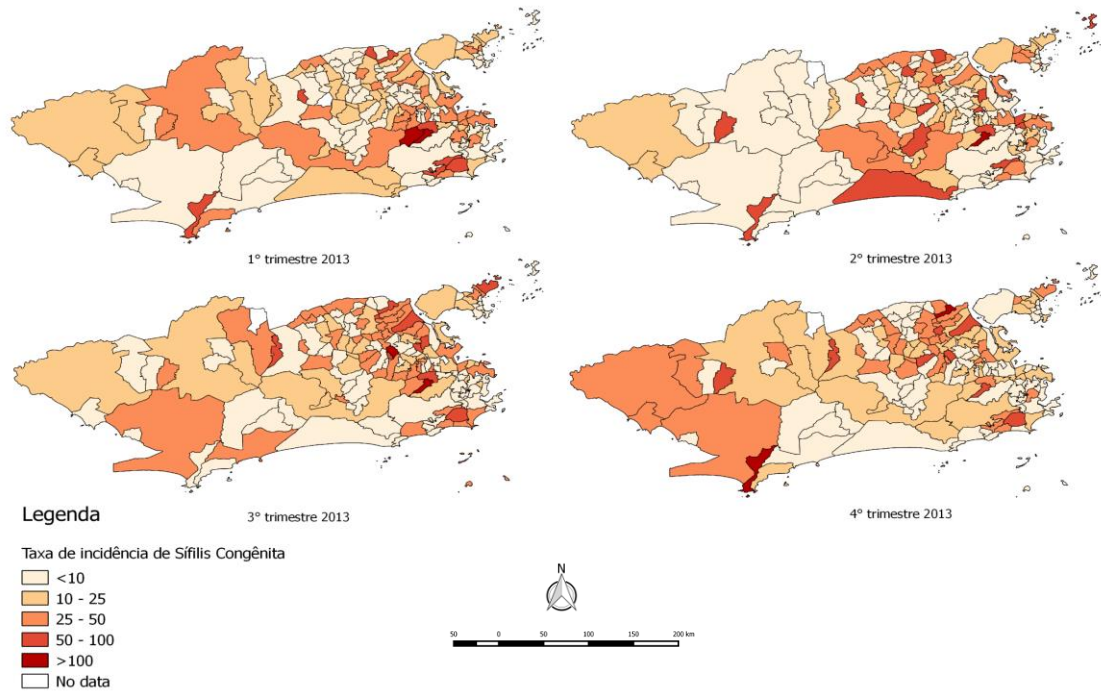 1° trimestre 2013
2° trimestre 2013
3° trimestre 2013
4° trimestre 2013
Legenda
Taxa de incidência de Sífilis Congênita
<10
10 - 25
25 - 50
50 - 100
>100
No data
N
50 0 50 100 150 200 km